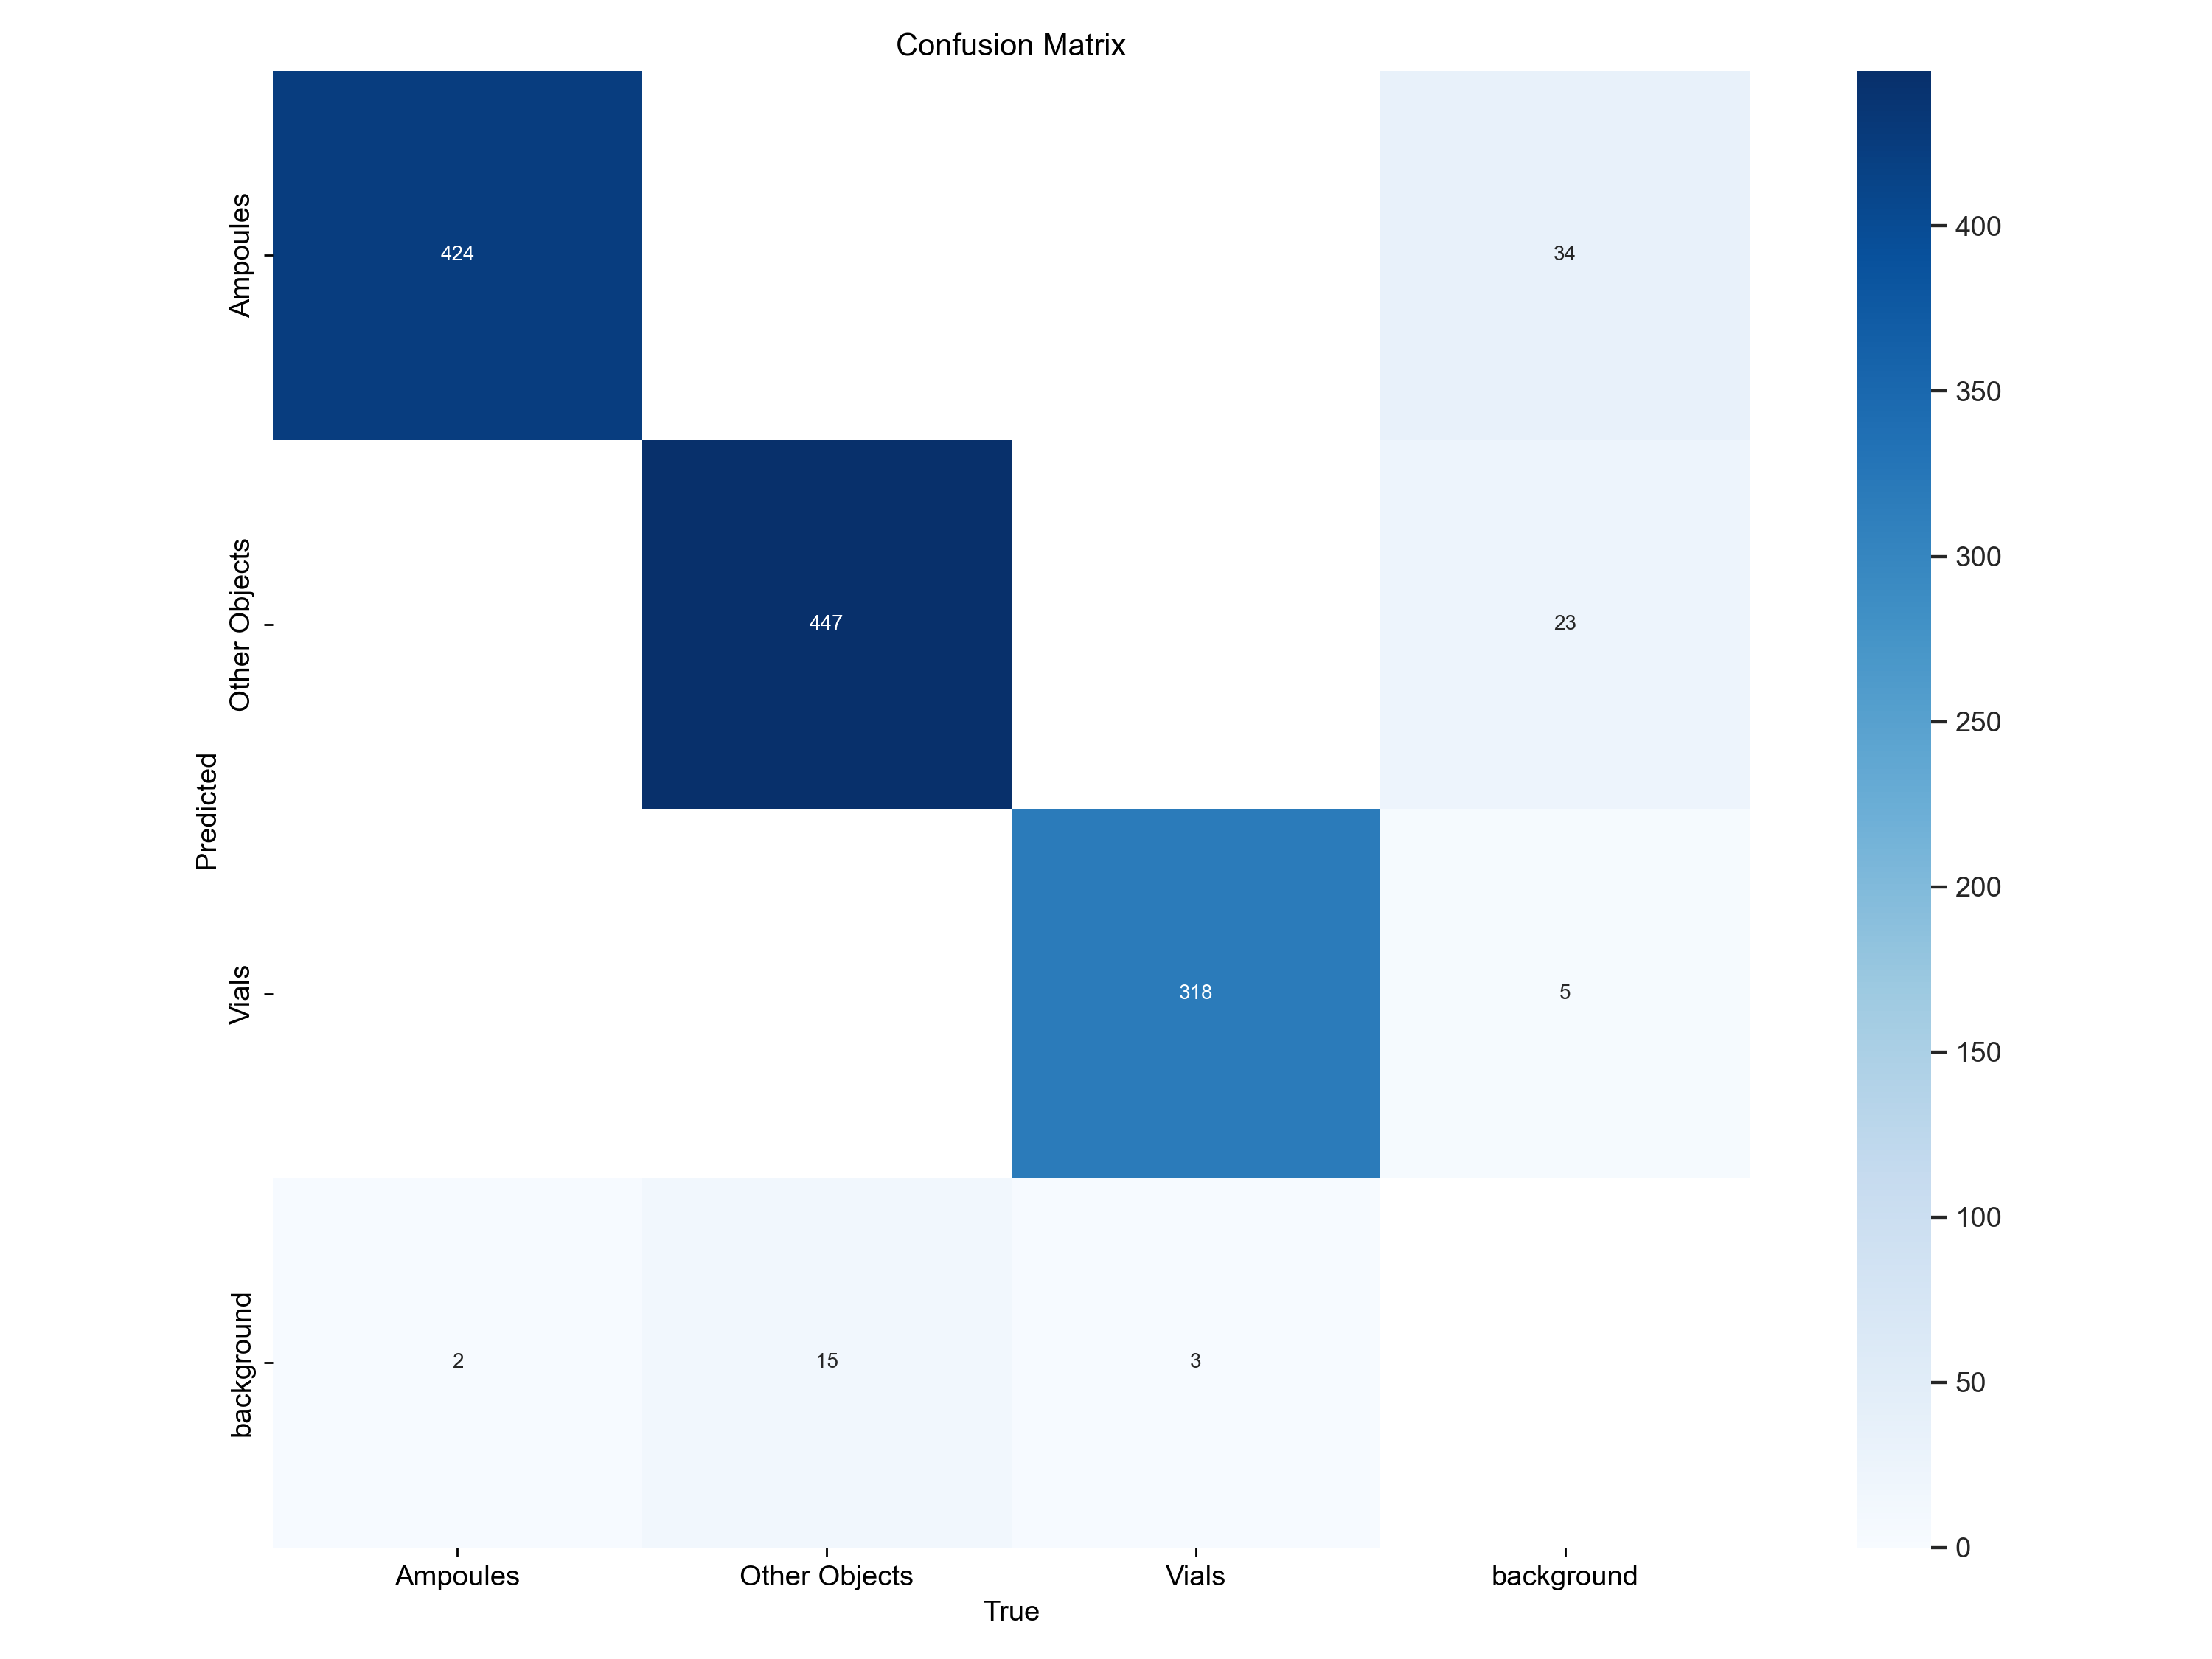 Confusion Matrix
Ampoules
424
34
Other Objects
447
23
Vials
318
5
background
2
15
3
Predicted
Ampoules
Other Objects
Vials
background
True
400
350
300
250
200
150
100
50
0